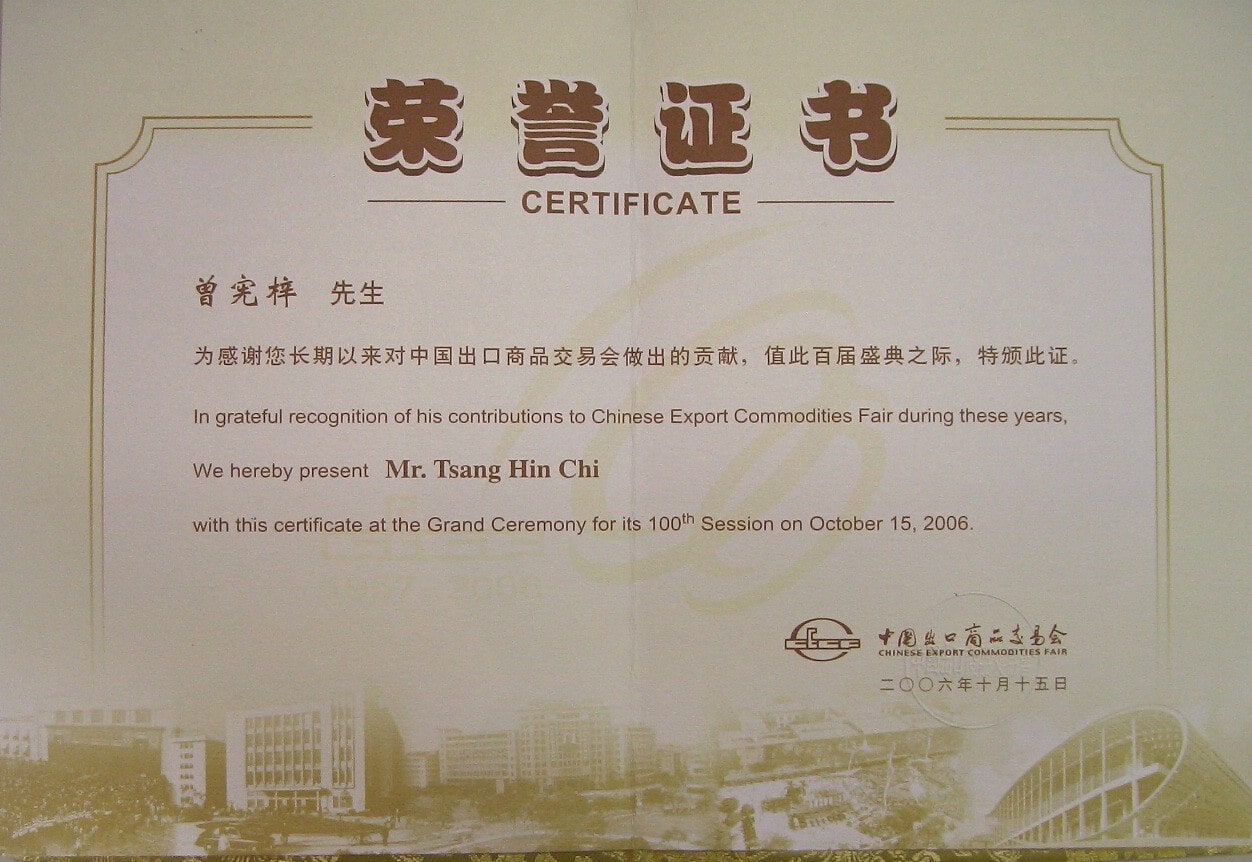 荣誉证书
CERTIFICATE
曾宪梓 先生
为感谢您长期以来对中国出口商品交易会做出的贡献，值此百届盛典之际，特颁此证。
In grateful recognition of his contributions to Chinese Export Commodities Fair during these years,
We hereby present Mr. Tsang Hin Chi
with this certificate at the Grand Ceremony for its 100th Session on October 15, 2006.
中国出口商品交易会
CHINESE EXPORT COMMODITIES FAIR
二〇〇六年十月十五日